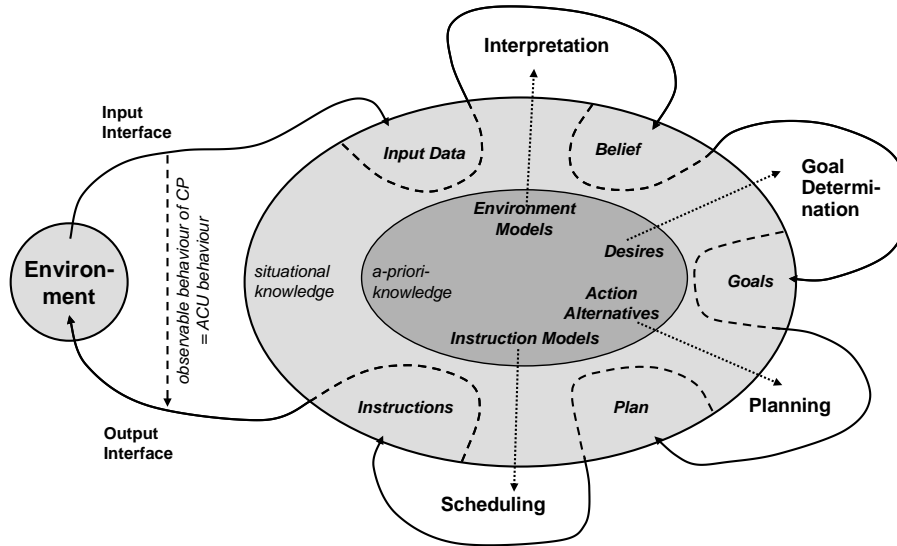 Interpretation
Input
Interface
Input Data
Belief
Goal
Determi-
nation
Environment
Models
Desires
observable behaviour of CP
= ACU behaviour
Environ-
ment
situational
knowledge
a-priori-
knowledge
Goals
Action
Alternatives
Instruction Models
Instructions
Plan
Planning
Output
Interface
Scheduling